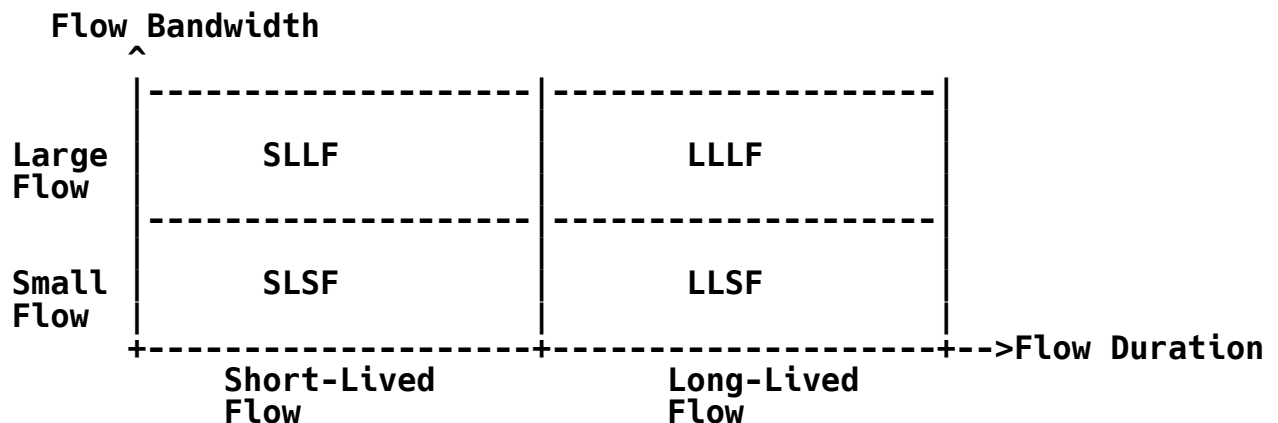 Flow Bandwidth
^
|--------------------|--------------------|
Large | SLLF | LLLF |
Flow | | |
|--------------------|--------------------|
Small | SLSF | LLSF |
Flow | | |
+--------------------+--------------------+-->Flow Duration
Short-Lived Long-Lived
Flow Flow